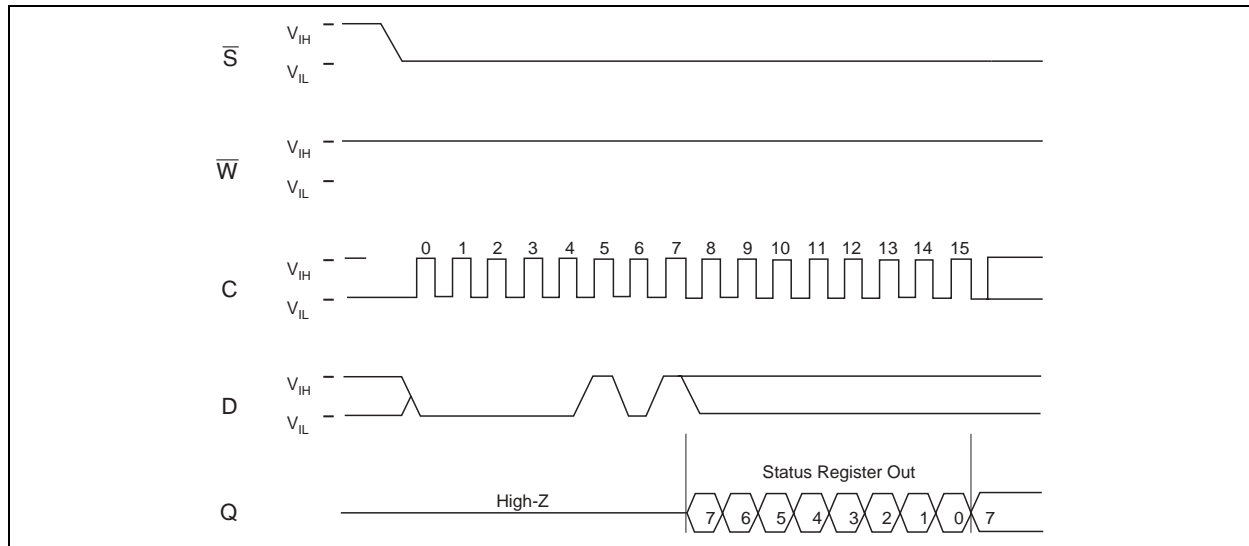 S̅
V_IH
V_IL
W̅
V_IH
V_IL
C
V_IH
V_IL
0 1 2 3 4 5 6 7 8 9 10 11 12 13 14 15
D
V_IH
V_IL
Q
High-Z
Status Register Out
7 6 5 4 3 2 1 0 7